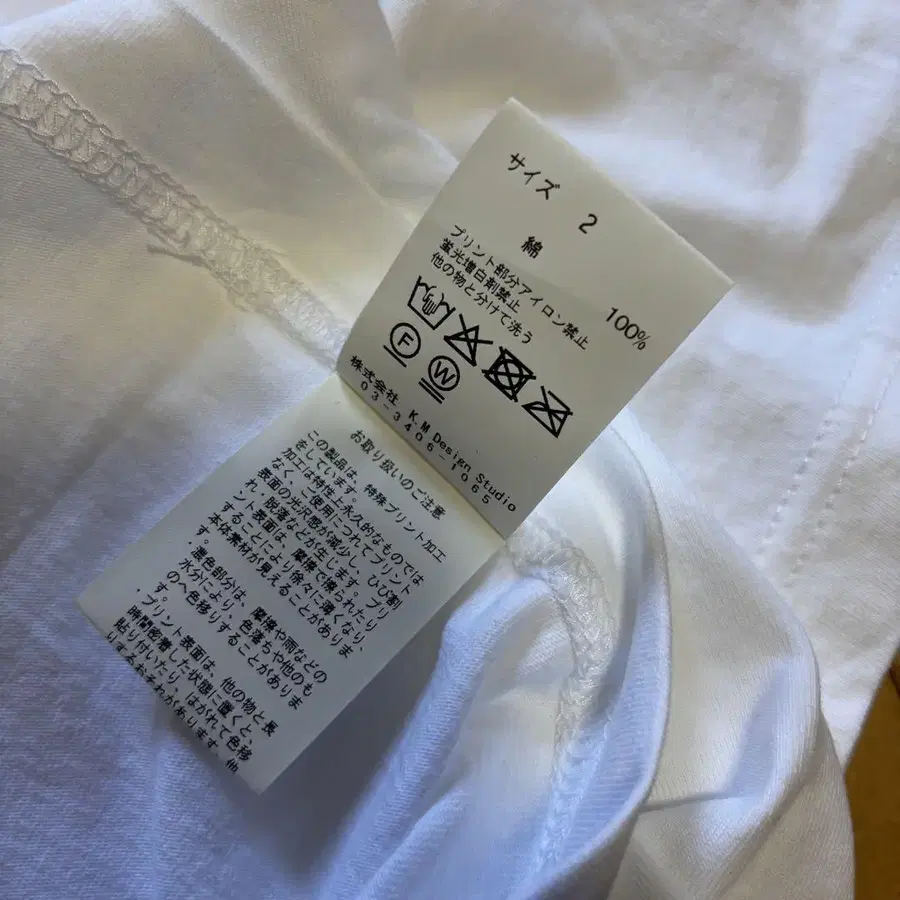 サイズ 2
綿 100%
プリント部分アイロン禁止
蛍光増白剤禁止
他の物と分けて洗う
F W
株式会社 K.M Design Studio
03-3406-1065
お取り扱いのご注意
この製品は、特殊プリント加工
をしています。永久的なものでは
加工は特性上
なく、ご使用につれてプリント
表面の光沢感が減少し、ひび割
れ・脱落などが生じます。プリ
ント表面は、摩擦で擦られたり
することにより徐々に薄くなり、
本体素材が見えることがありま
す。
・濃色部分は、摩擦や雨などの
水分により、色落ちや他のも
のへ色移りすることがありま
す。
・プリント表面は、他の物と長
時間密着した状態に置くと、
貼り付いたり、はがれて色移
りするおそれがあります。他